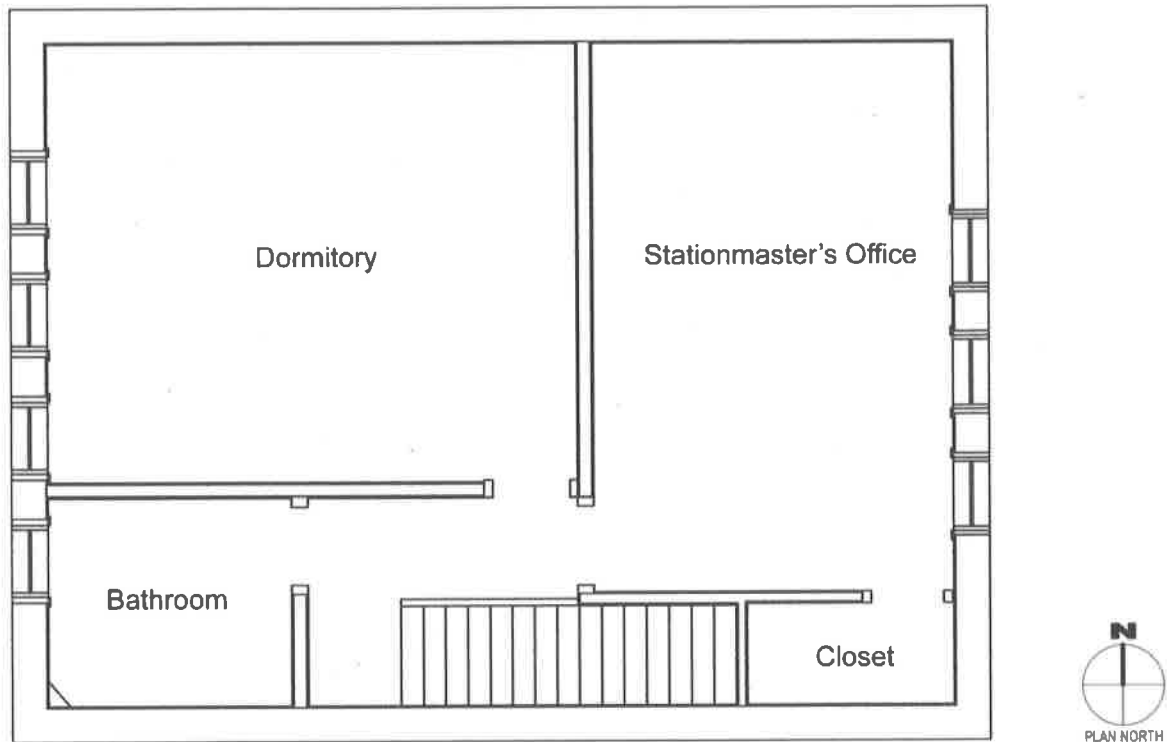 Dormitory
Stationmaster's Office
Bathroom
Closet
N
PLAN NORTH